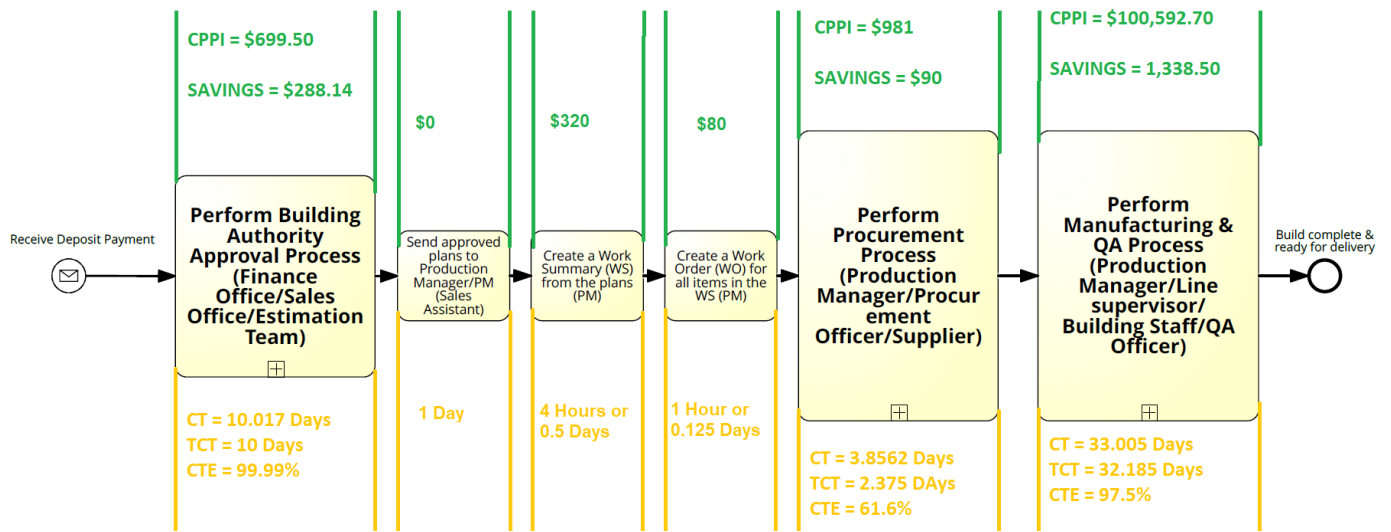 CPPI = $699.50
SAVINGS = $288.14
$0
$320
$80
CPPI = $981
SAVINGS = $90
CPPI = $100,592.70
SAVINGS = 1,338.50
Receive Deposit Payment
Perform Building
Authority
Approval Process
(Finance
Office/Sales
Office/Estimation
Team)
Send approved
plans to
Production
Manager/PM
(Sales
Assistant)
Create a Work
Summary (WS)
from the plans
(PM)
Create a Work
Order (WO) for
all items in the
WS (PM)
Perform
Procurement
Process
(Production
Manager/Procur
ement
Officer/Supplier)
Perform
Manufacturing &
QA Process
(Production
Manager/Line
supervisor/
Building Staff/QA
Officer)
Build complete &
ready for delivery
CT = 10.017 Days
TCT = 10 Days
CTE = 99.99%
1 Day
4 Hours or
0.5 Days
1 Hour or
0.125 Days
CT = 3.8562 Days
TCT = 2.375 DAys
CTE = 61.6%
CT = 33.005 Days
TCT = 32.185 Days
CTE = 97.5%